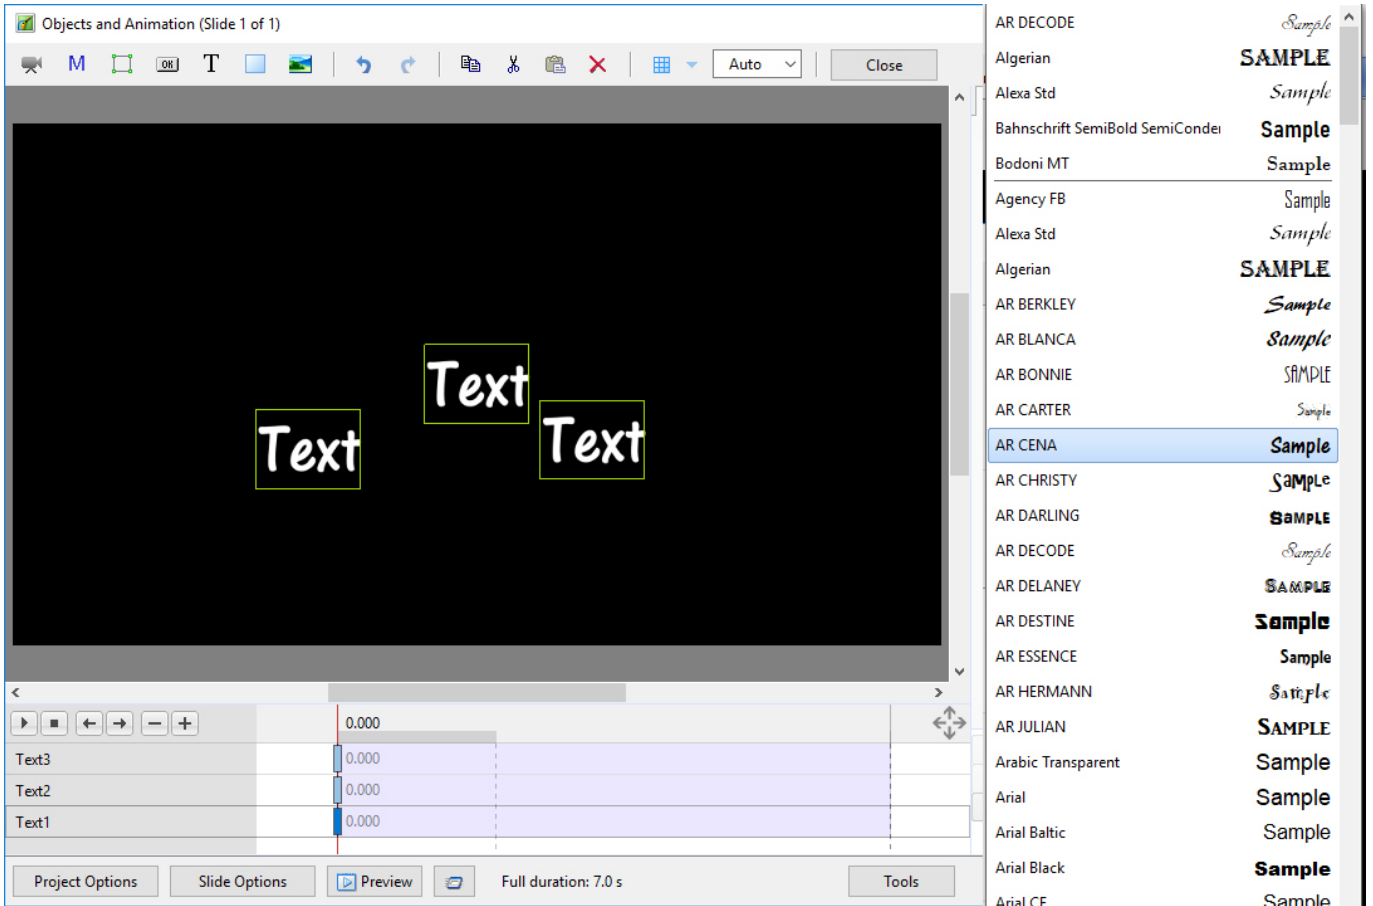 Objects and Animation (Slide 1 of 1)
M OK T Auto Close
Text
Text
Text
0.000
Text3 0.000
Text2 0.000
Text1 0.000
Project Options Slide Options Preview Full duration: 7.0 s Tools
AR DECODE Sample
Algerian SAMPLE
Alexa Std Sample
Bahnschrift SemiBold SemiConder Sample
Bodoni MT Sample
Agency FB Sample
Alexa Std Sample
Algerian SAMPLE
AR BERKLEY Sample
AR BLANCA Sample
AR BONNIE SAMPLE
AR CARTER Sample
AR CENA Sample
AR CHRISTY SaMpLe
AR DARLING SaMPLE
AR DECODE Sample
AR DELANEY SAMPLE
AR DESTINE Sample
AR ESSENCE Sample
AR HERMANN Sample
AR JULIAN SAMPLE
Arabic Transparent Sample
Arial Sample
Arial Baltic Sample
Arial Black Sample
Arial CE Sample